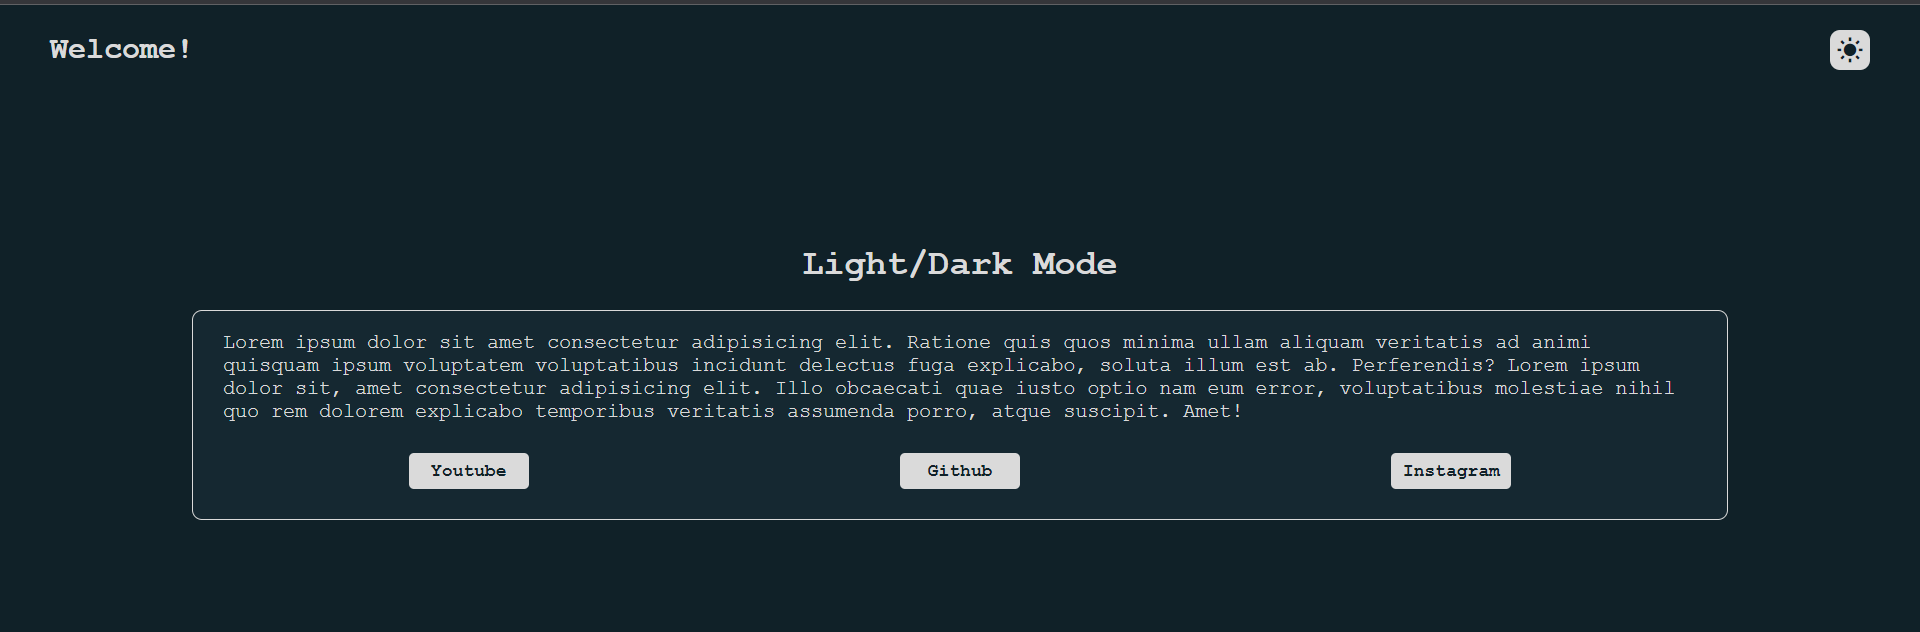 Welcome!
Light/Dark Mode
Lorem ipsum dolor sit amet consectetur adipisicing elit. Ratione quis quos minima ullam aliquam veritatis ad animi
quisquam ipsum voluptatem voluptatibus incidunt delectus fuga explicabo, soluta illum est ab. Perferendis? Lorem ipsum
dolor sit, amet consectetur adipisicing elit. Illo obcaecati quae iusto optio nam eum error, voluptatibus molestiae nihil
quo rem dolorem explicabo temporibus veritatis assumenda porro, atque suscipit. Amet!
Youtube
Github
Instagram